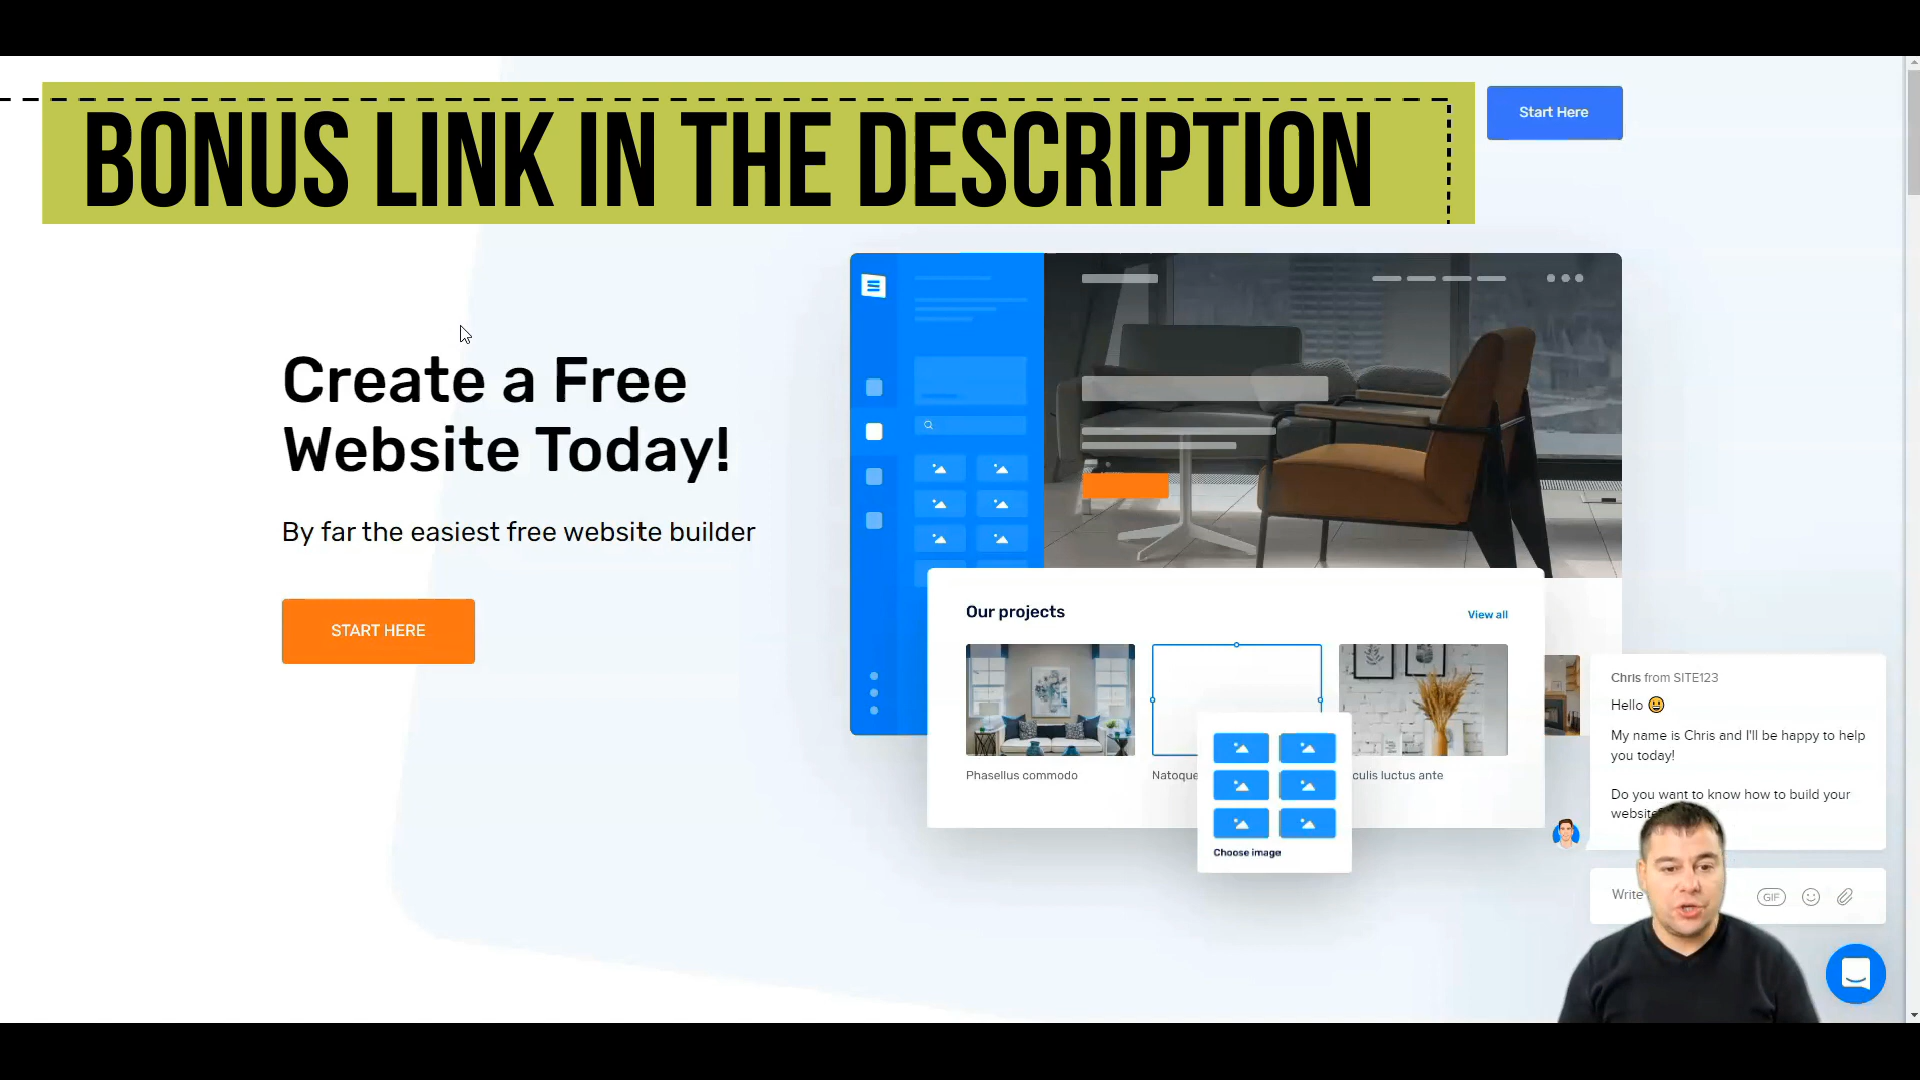 BONUS LINK IN THE DESCRIPTION
Start Here
Create a Free
Website Today!
By far the easiest free website builder
START HERE
Our projects
View all
Phasellus commodo
Natoque
culis luctus ante
Choose image
Chris from SITE123
Hello 😀
My name is Chris and I'll be happy to help
you today!
Do you want to know how to build your
website
Write
GIF